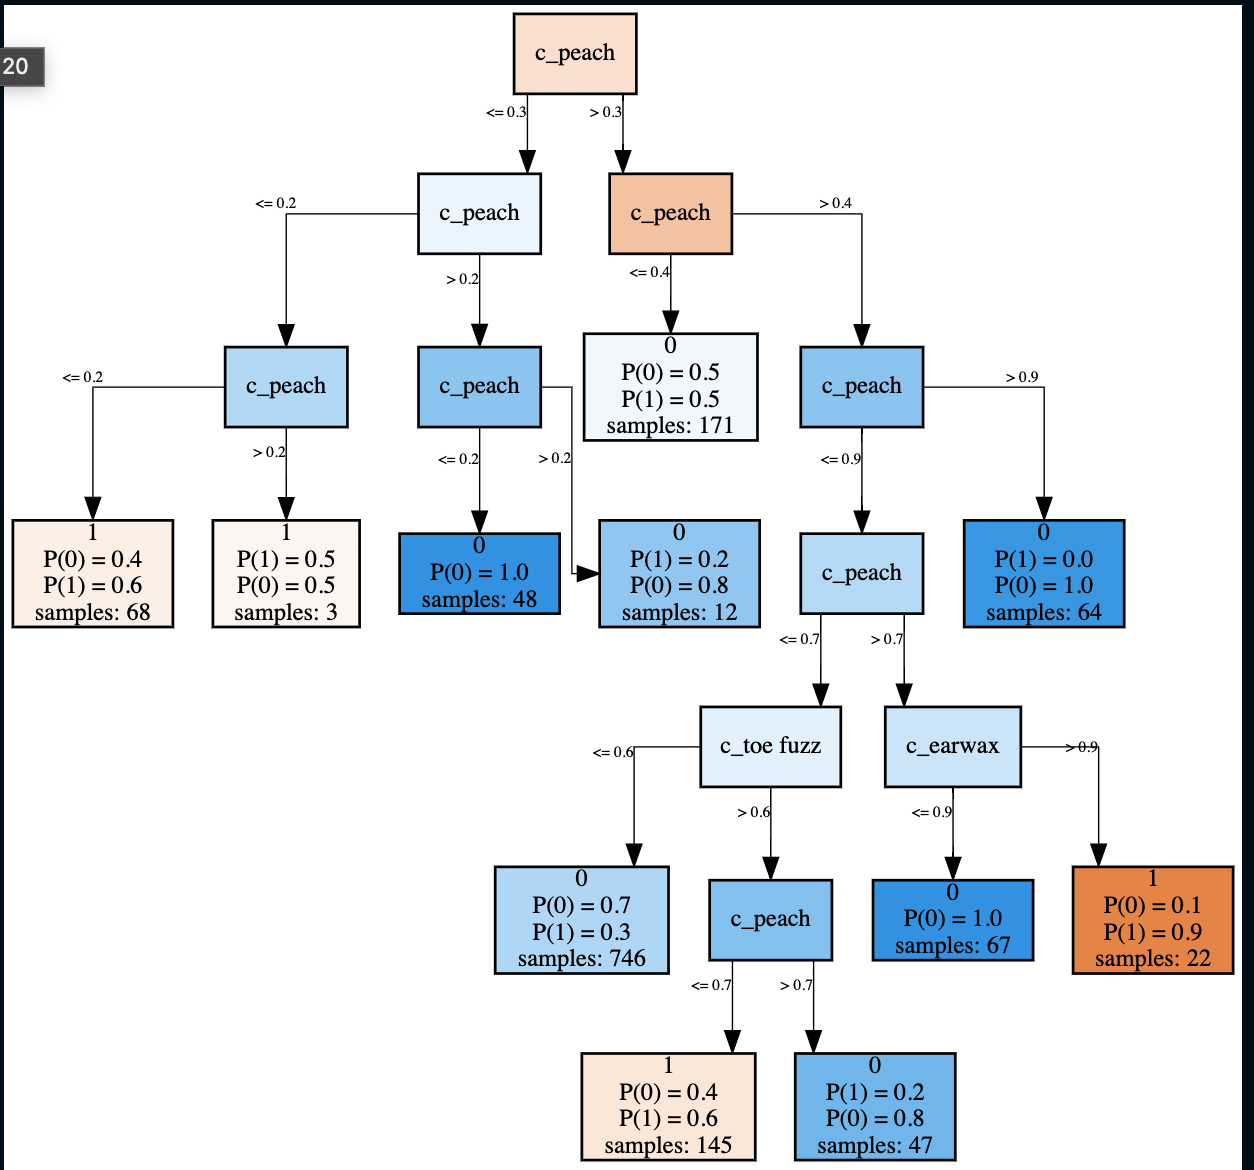 c_peach
20
<= 0.3
> 0.3
c_peach
c_peach
<= 0.2
> 0.4
> 0.2
<= 0.4
c_peach
c_peach
0
P(0) = 0.5
P(1) = 0.5
samples: 171
c_peach
<= 0.2
> 0.9
> 0.2
<= 0.2
> 0.2
<= 0.9
1
P(0) = 0.4
P(1) = 0.6
samples: 68
1
P(1) = 0.5
P(0) = 0.5
samples: 3
0
P(0) = 1.0
samples: 48
0
P(1) = 0.2
P(0) = 0.8
samples: 12
c_peach
0
P(1) = 0.0
P(0) = 1.0
samples: 64
<= 0.7
> 0.7
c_toe fuzz
c_earwax
<= 0.6
> 0.9
> 0.6
<= 0.9
0
P(0) = 0.7
P(1) = 0.3
samples: 746
c_peach
0
P(0) = 1.0
samples: 67
1
P(0) = 0.1
P(1) = 0.9
samples: 22
<= 0.7
> 0.7
1
P(0) = 0.4
P(1) = 0.6
samples: 145
0
P(1) = 0.2
P(0) = 0.8
samples: 47